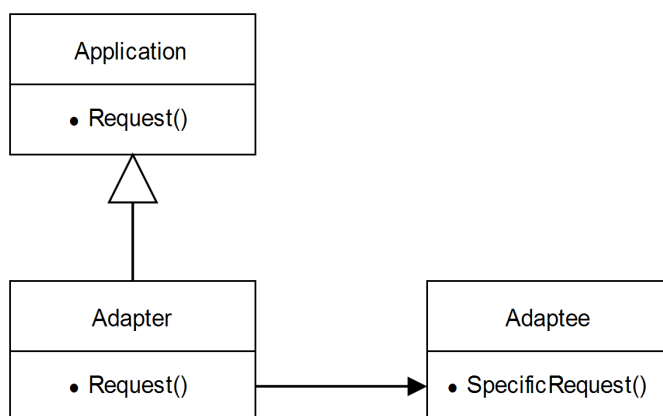 Application
• Request()
Adapter
• Request()
Adaptee
• SpecificRequest()